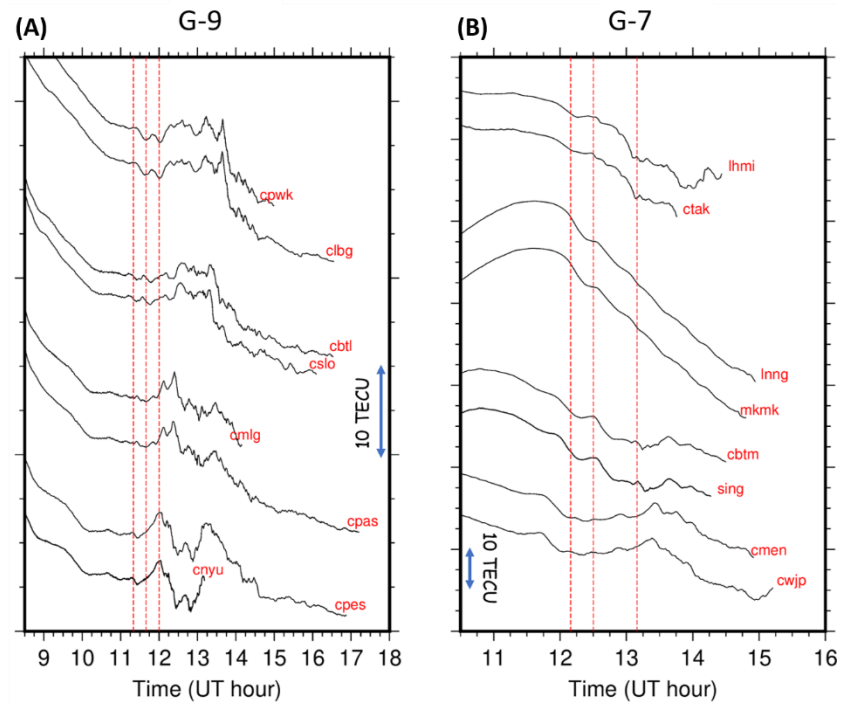 (A)
G-9
cpwk
clbg
cbtl
cslo
10 TECU
cmlg
cpas
cnyu
cpes
9 10 11 12 13 14 15 16 17 18
Time (UT hour)
(B)
G-7
lhmi
ctak
lnng
mkmk
cbtm
sing
10 TECU
cmen
cwjp
11 12 13 14 15 16
Time (UT hour)